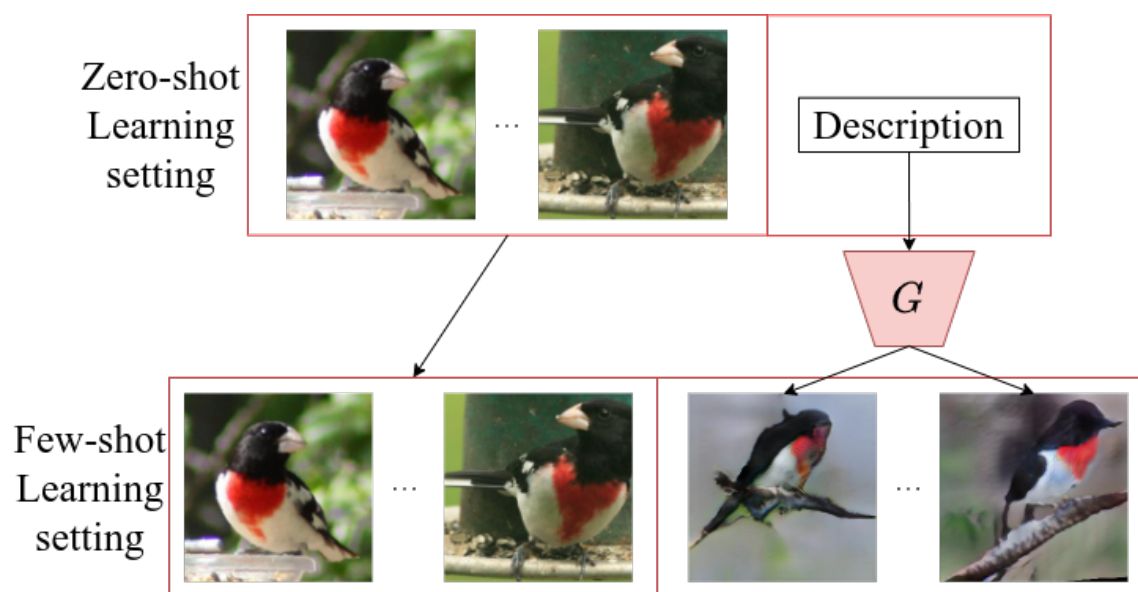 Zero-shot
Learning
setting
...
Description
G
Few-shot
Learning
setting
...
...